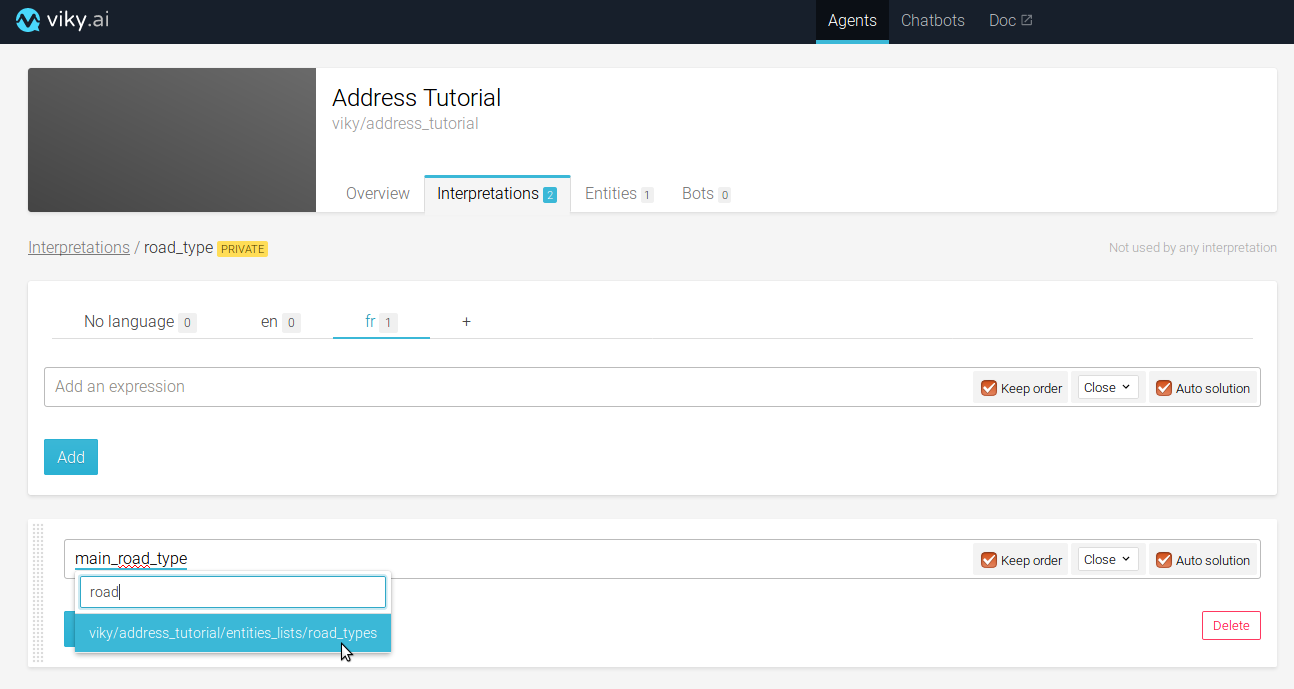 viky.ai
Agents Chatbots Doc
Address Tutorial
viky/address_tutorial
Overview Interpretations 2 Entities 1 Bots 0
Interpretations / road_type PRIVATE Not used by any interpretation
No language 0 en 0 fr 1 +
Add an expression Keep order Close Auto solution
Add
main_road_type Keep order Close Auto solution
road
viky/address_tutorial/entities_lists/road_types
Delete